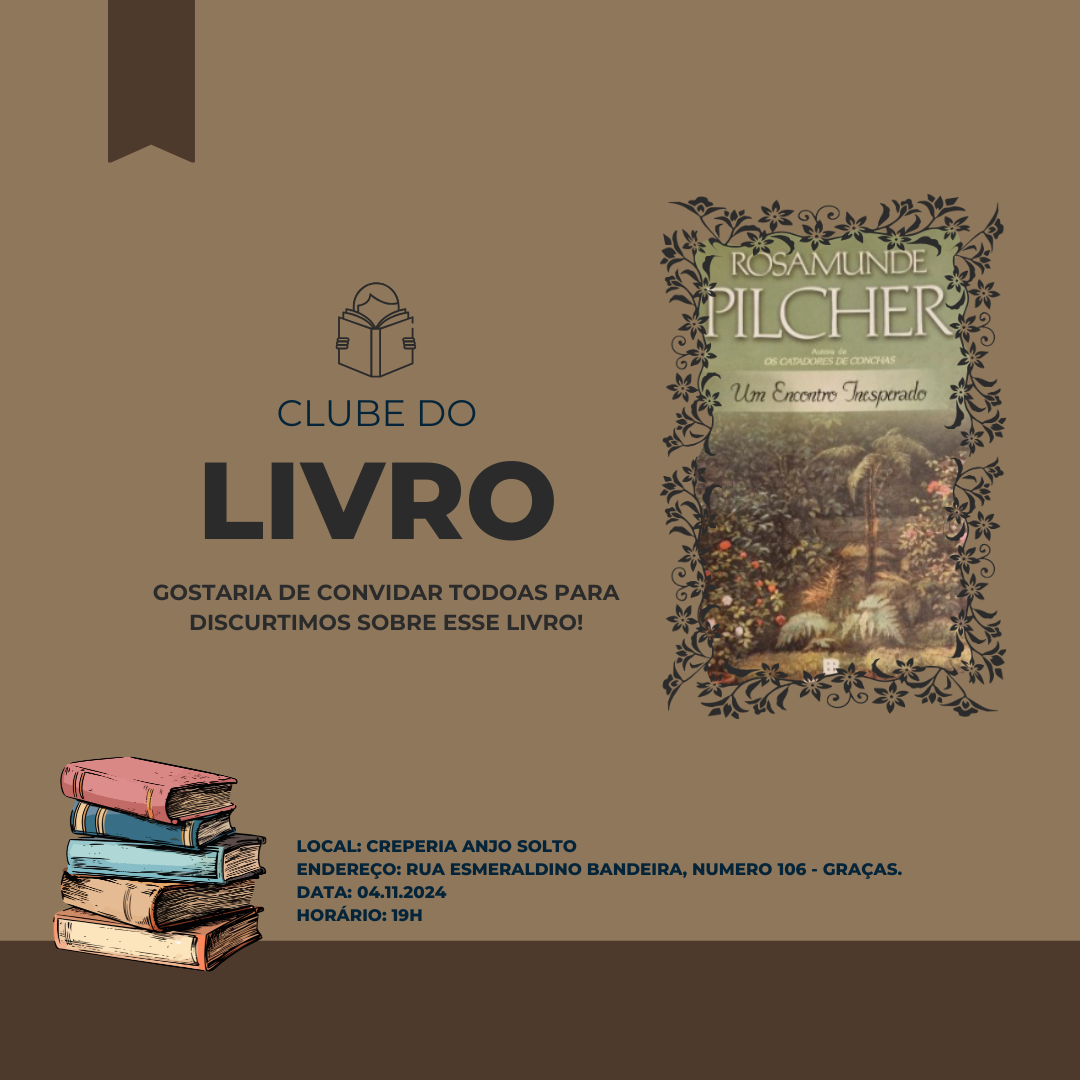 CLUBE DO
LIVRO
GOSTARIA DE CONVIDAR TODOAS PARA
DISCURTIMOS SOBRE ESSE LIVRO!
ROSAMUNDE
PILCHER
Autora de
OS CATADORES DE CONCHAS
Um Encontro Inesperado
LOCAL: CREPERIA ANJO SOLTO
ENDEREÇO: RUA ESMERALDINO BANDEIRA, NUMERO 106 - GRAÇAS.
DATA: 04.11.2024
HORÁRIO: 19H